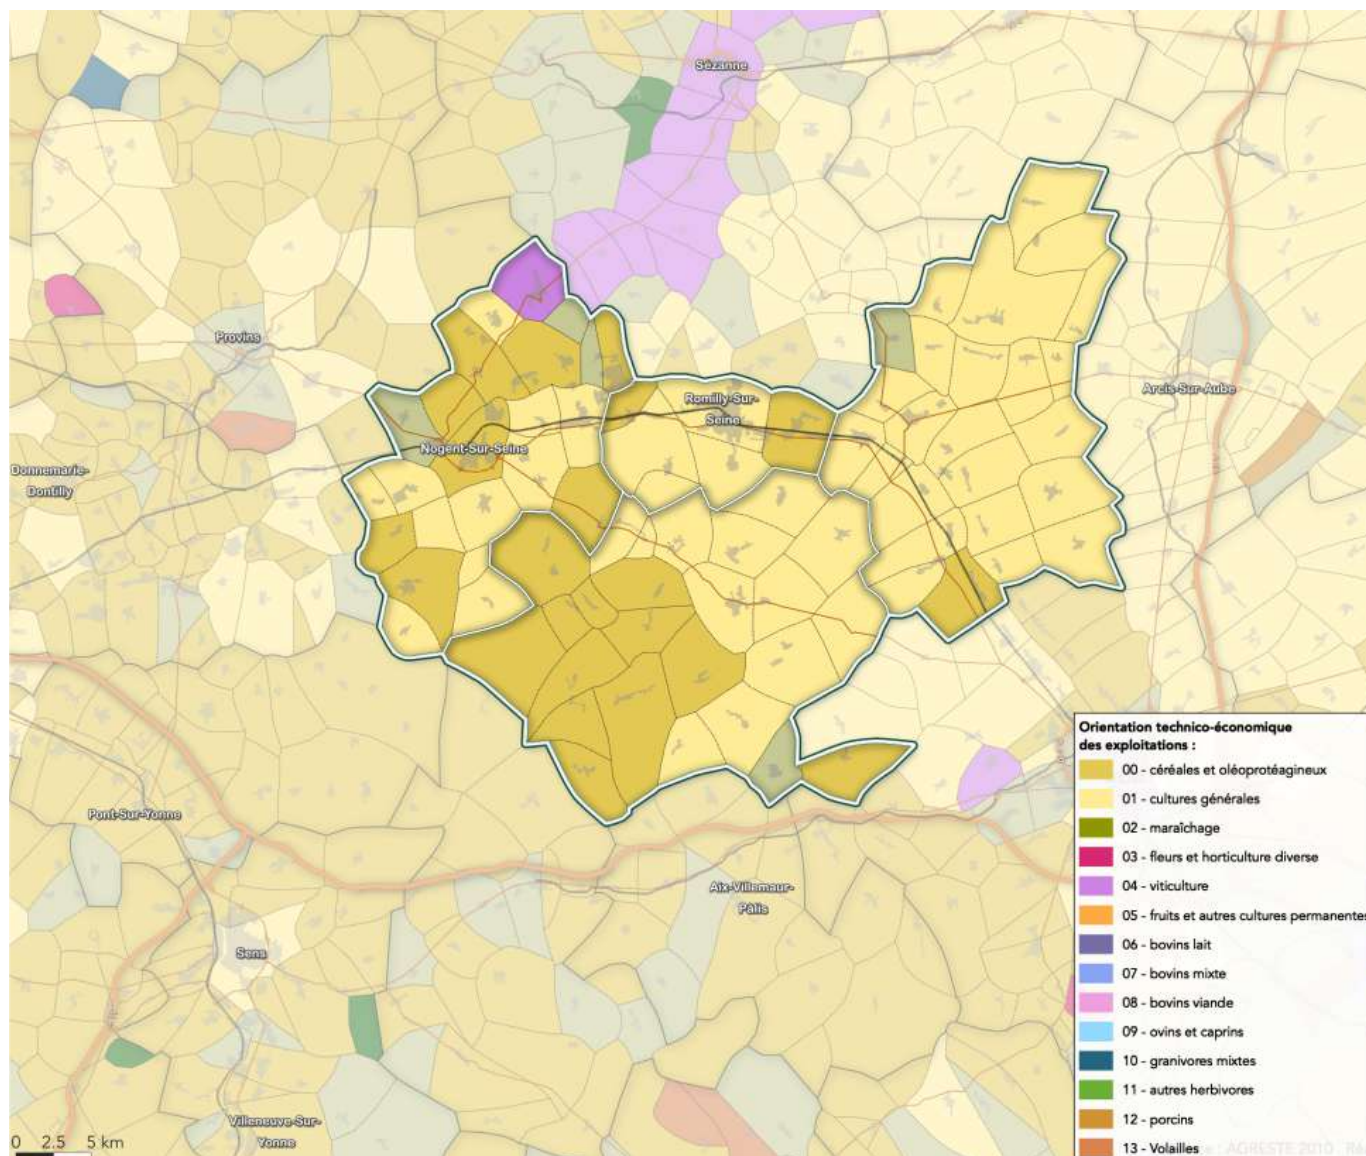 Sézanne
Provins
Romilly-Sur-
Seine
Arcis-Sur-Aube
Nogent-Sur-Seine
Donnemarie-
Dontilly
Pont-Sur-Yonne
Aix-Villemaur-
Pâlis
Sens
Villeneuve-Sur-
Yonne
0 2.5 5 km
Orientation technico-économique
des exploitations :
00 - céréales et oléoprotéagineux
01 - cultures générales
02 - maraîchage
03 - fleurs et horticulture diverse
04 - viticulture
05 - fruits et autres cultures permanentes
06 - bovins lait
07 - bovins mixte
08 - bovins viande
09 - ovins et caprins
10 - granivores mixtes
11 - autres herbivores
12 - porcins
13 - Volailles
: AGRESTE 2010